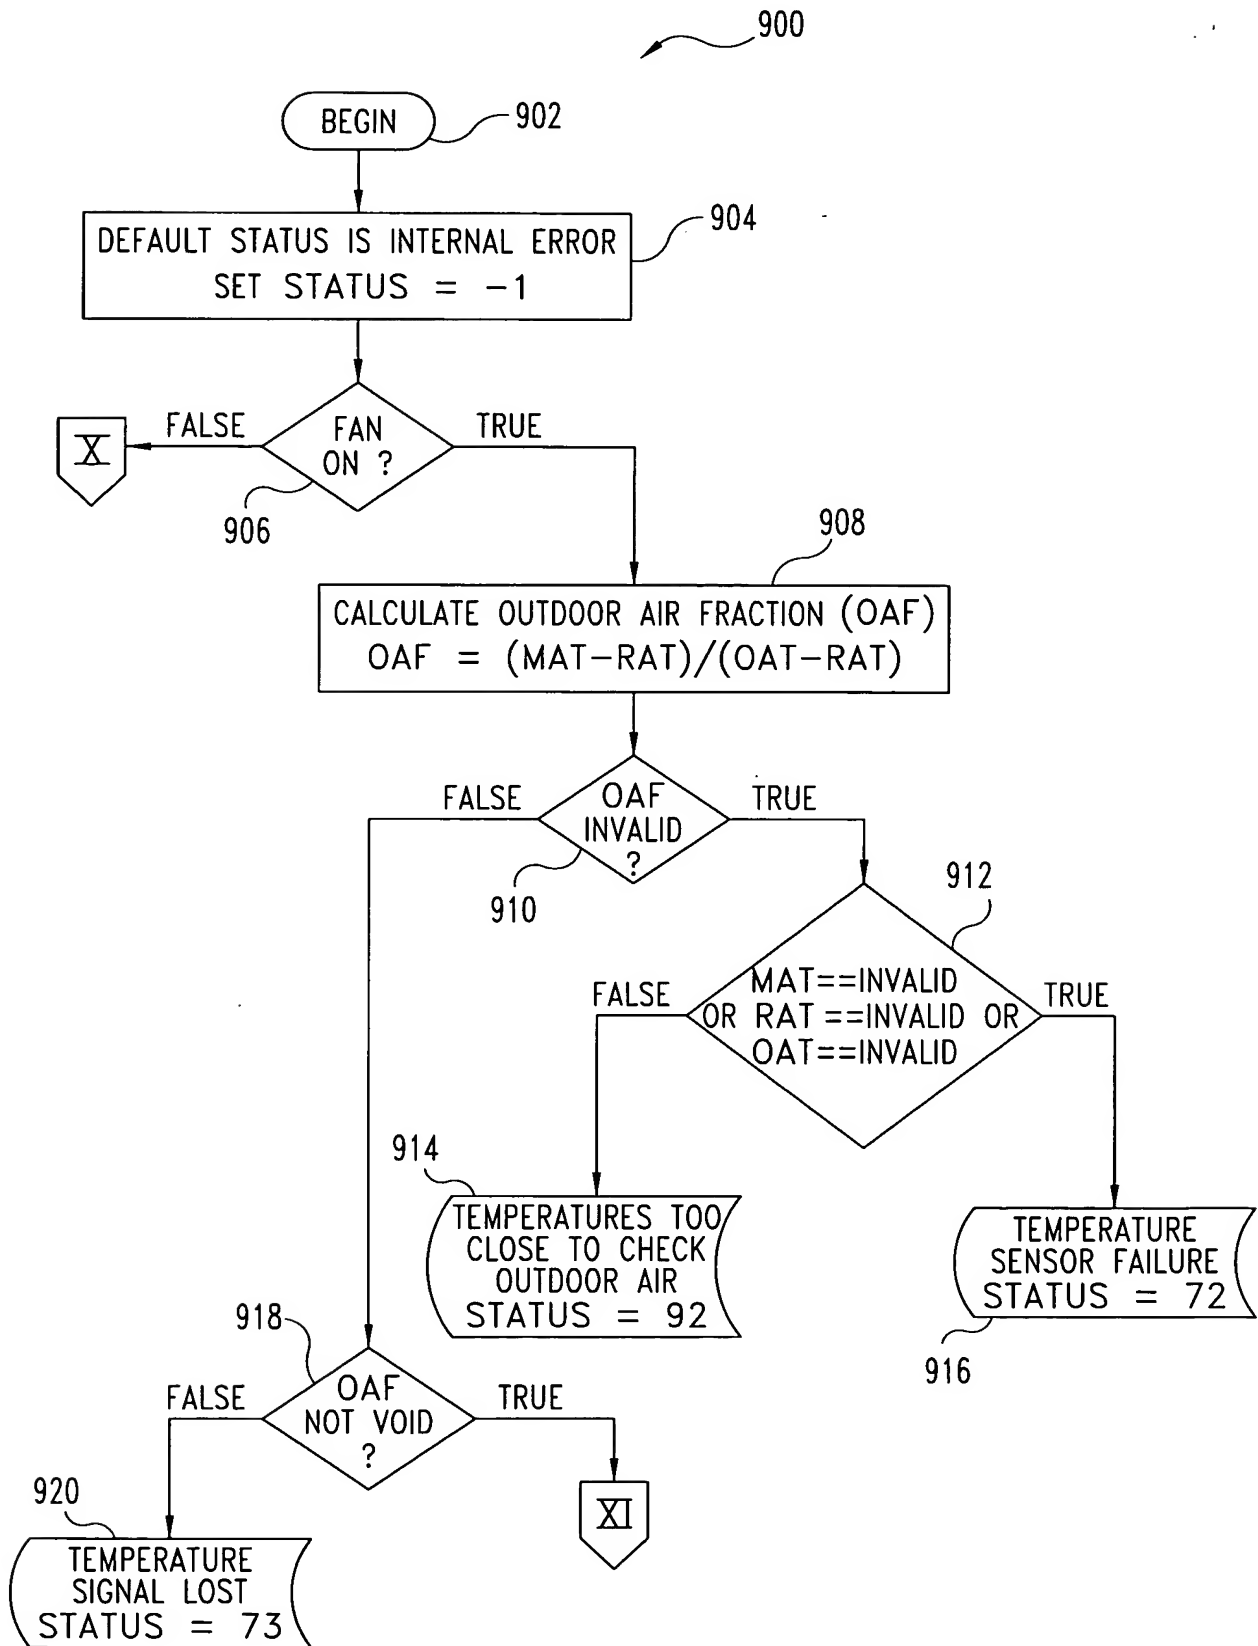 900
BEGIN
902
904
DEFAULT STATUS IS INTERNAL ERROR
SET STATUS = -1
FALSE
FAN
ON ?
TRUE
X
906
908
CALCULATE OUTDOOR AIR FRACTION (OAF)
OAF = (MAT-RAT)/(OAT-RAT)
FALSE
OAF
INVALID
?
TRUE
910
912
FALSE
MAT==INVALID
OR RAT ==INVALID OR
OAT==INVALID
TRUE
914
TEMPERATURES TOO
CLOSE TO CHECK
OUTDOOR AIR
STATUS = 92
TEMPERATURE
SENSOR FAILURE
STATUS = 72
916
918
FALSE
OAF
NOT VOID
?
TRUE
XI
920
TEMPERATURE
SIGNAL LOST
STATUS = 73